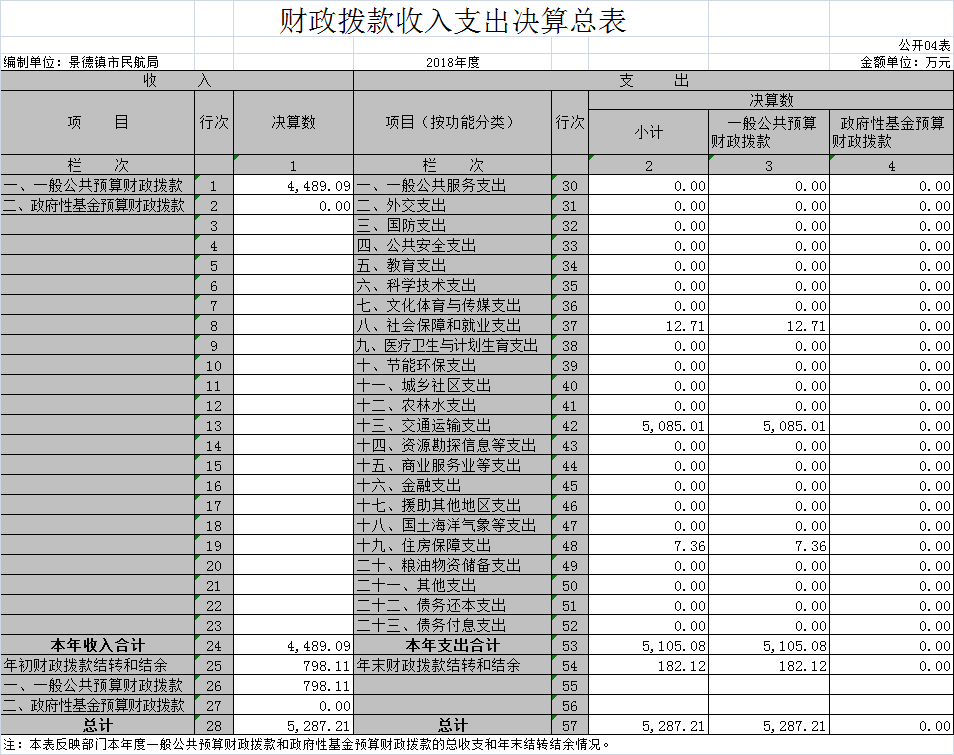 财政拨款收入支出决算总表
公开04表
编制单位：景德镇市民航局 2018年度 金额单位：万元
收 入 支 出
项 目 行次 决算数 项目（按功能分类） 行次 决算数
小计 一般公共预算财政拨款 政府性基金预算财政拨款
栏 次 1 栏 次 2 3 4
一、一般公共预算财政拨款 1 4,489.09 一、一般公共服务支出 30 0.00 0.00 0.00
二、政府性基金预算财政拨款 2 0.00 二、外交支出 31 0.00 0.00 0.00
3 三、国防支出 32 0.00 0.00 0.00
4 四、公共安全支出 33 0.00 0.00 0.00
5 五、教育支出 34 0.00 0.00 0.00
6 六、科学技术支出 35 0.00 0.00 0.00
7 七、文化体育与传媒支出 36 0.00 0.00 0.00
8 八、社会保障和就业支出 37 12.71 12.71 0.00
9 九、医疗卫生与计划生育支出 38 0.00 0.00 0.00
10 十、节能环保支出 39 0.00 0.00 0.00
11 十一、城乡社区支出 40 0.00 0.00 0.00
12 十二、农林水支出 41 0.00 0.00 0.00
13 十三、交通运输支出 42 5,085.01 5,085.01 0.00
14 十四、资源勘探信息等支出 43 0.00 0.00 0.00
15 十五、商业服务业等支出 44 0.00 0.00 0.00
16 十六、金融支出 45 0.00 0.00 0.00
17 十七、援助其他地区支出 46 0.00 0.00 0.00
18 十八、国土海洋气象等支出 47 0.00 0.00 0.00
19 十九、住房保障支出 48 7.36 7.36 0.00
20 二十、粮油物资储备支出 49 0.00 0.00 0.00
21 二十一、其他支出 50 0.00 0.00 0.00
22 二十二、债务还本支出 51 0.00 0.00 0.00
23 二十三、债务付息支出 52 0.00 0.00 0.00
本年收入合计 24 4,489.09 本年支出合计 53 5,105.08 5,105.08 0.00
年初财政拨款结转和结余 25 798.11 年末财政拨款结转和结余 54 182.12 182.12 0.00
一、一般公共预算财政拨款 26 798.11 55
二、政府性基金预算财政拨款 27 0.00 56
总计 28 5,287.21 总计 57 5,287.21 5,287.21 0.00
注：本表反映部门本年度一般公共预算财政拨款和政府性基金预算财政拨款的总收支和年末结转结余情况。